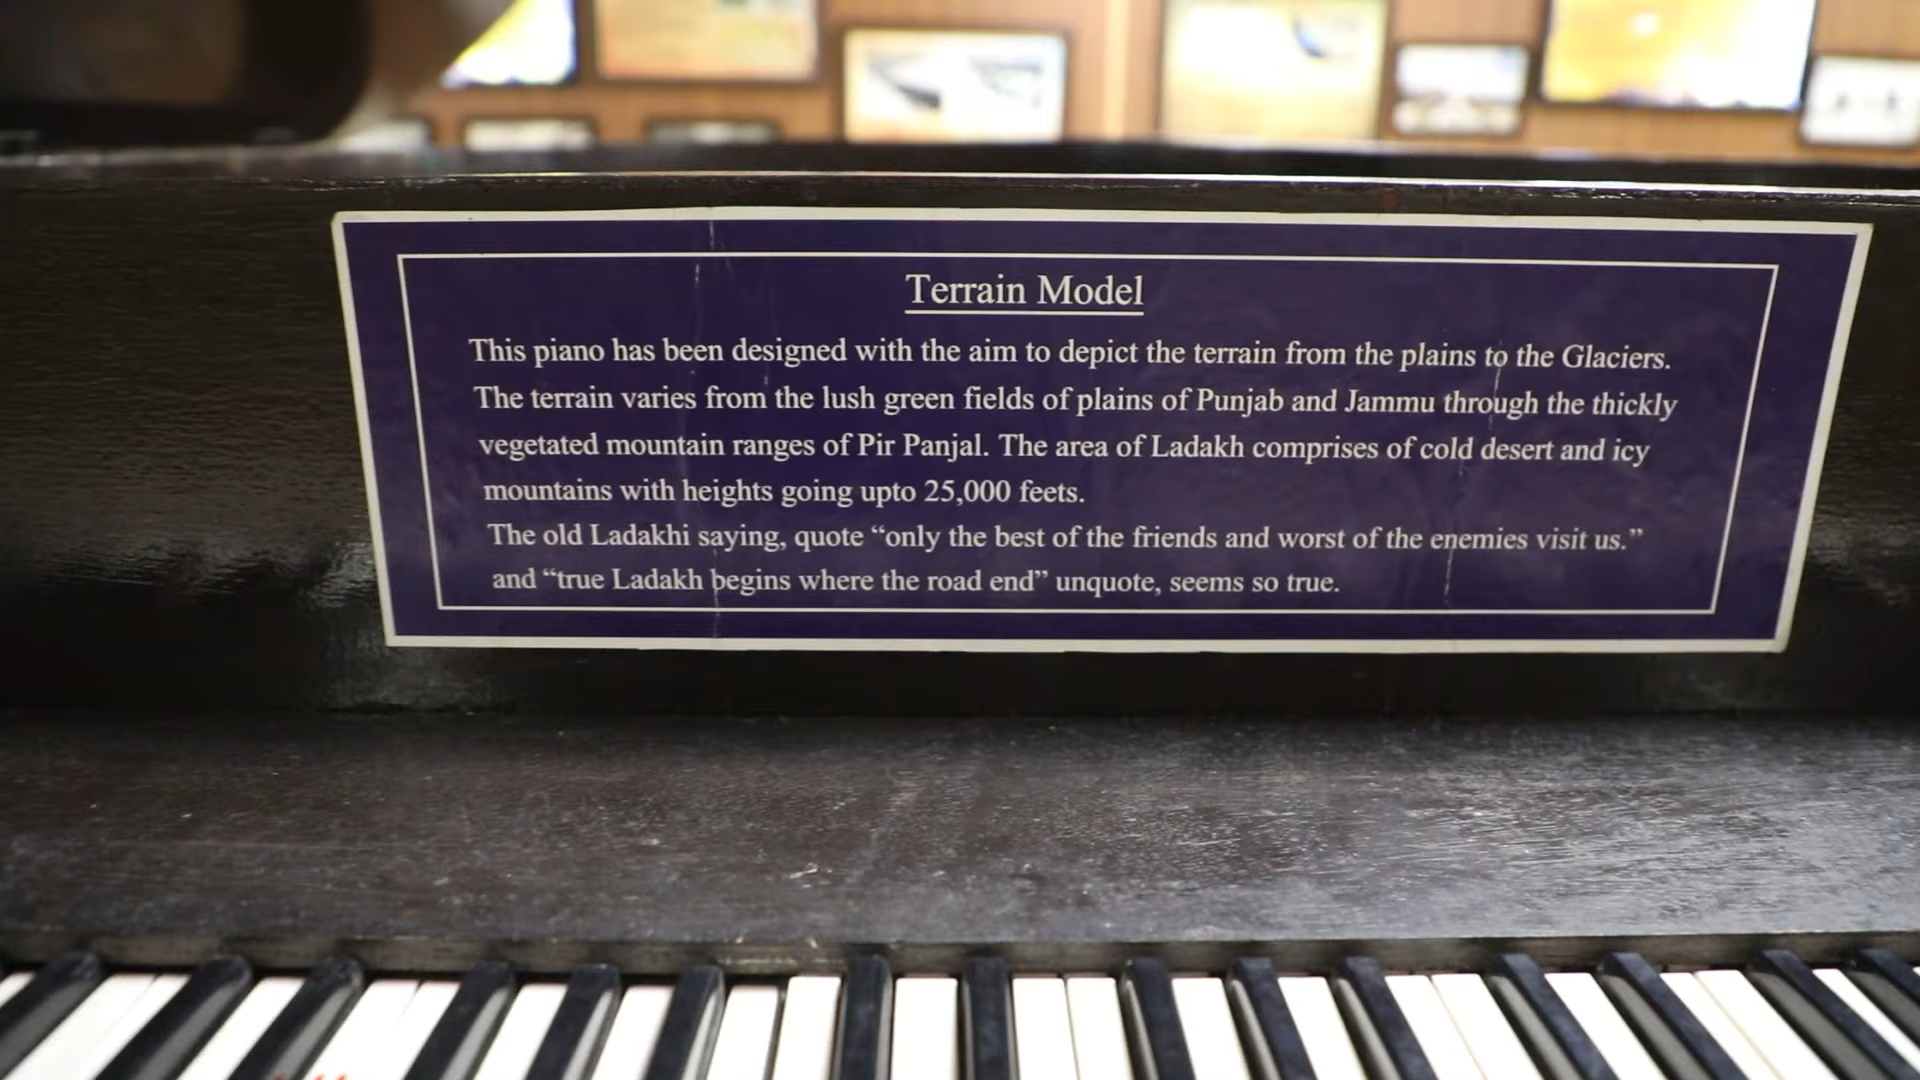 Terrain Model
This piano has been designed with the aim to depict the terrain from the plains to the Glaciers.
The terrain varies from the lush green fields of plains of Punjab and Jammu through the thickly
vegetated mountain ranges of Pir Panjal. The area of Ladakh comprises of cold desert and icy
mountains with heights going upto 25,000 feets.
The old Ladakhi saying, quote “only the best of the friends and worst of the enemies visit us.”
and “true Ladakh begins where the road end” unquote, seems so true.